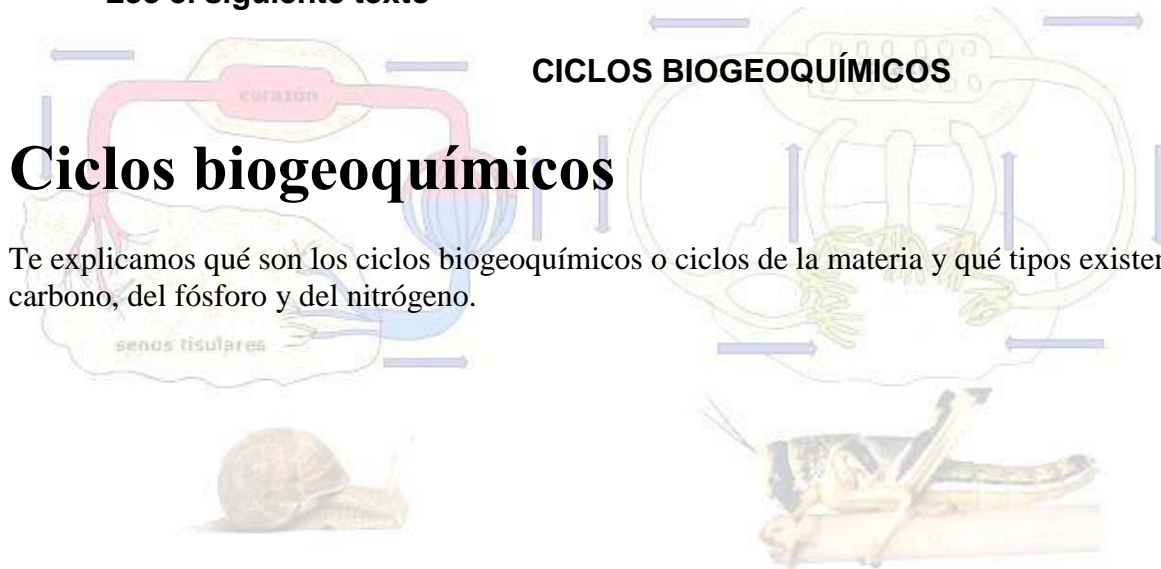 CICLOS BIOGEOQUÍMICOS
corazón
Ciclos biogeoquímicos
Te explicamos qué son los ciclos biogeoquímicos o ciclos de la materia y qué tipos existen
carbono, del fósforo y del nitrógeno.
senos tisulares